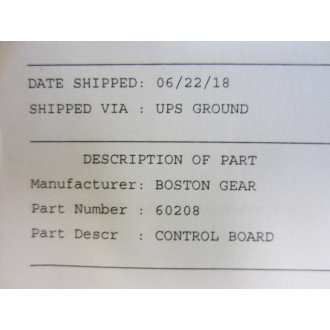 DATE SHIPPED: 06/22/18
SHIPPED VIA : UPS GROUND
DESCRIPTION OF PART
Manufacturer: BOSTON GEAR
Part Number : 60208
Part Descr : CONTROL BOARD